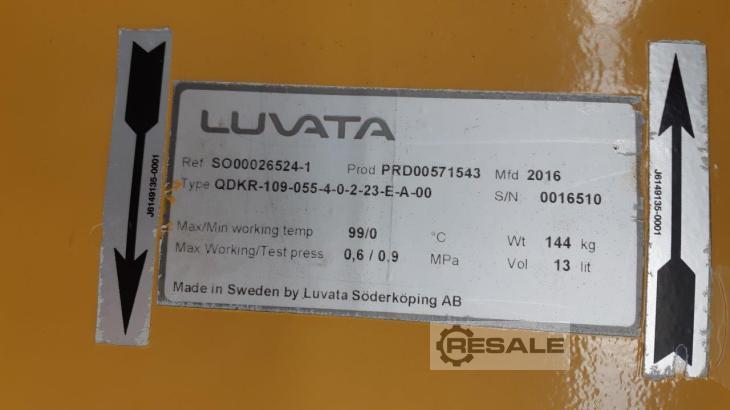 LUVATA
Ref SO00026524-1 Prod PRD00571543 Mfd 2016
Type QDKR-109-055-4-0-2-23-E-A-00 S/N 0016510
Max/Min working temp 99/0 °C Wt 144 kg
Max Working/Test press 0,6 / 0,9 MPa Vol 13 lit
Made in Sweden by Luvata Söderköping AB
J6149135-0001
J6149135-0001
RESALE